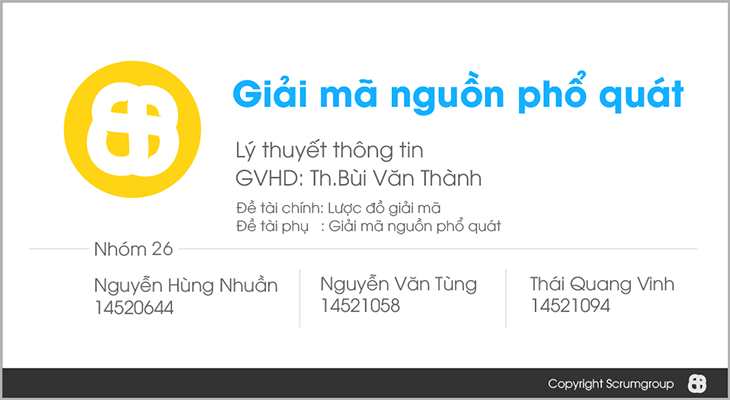 Giải mã nguồn phổ quát
Lý thuyết thông tin
GVHD: Th.Bùi Văn Thành
Đề tài chính: Lược đồ giải mã
Đề tài phụ : Giải mã nguồn phổ quát
Nhóm 26
Nguyễn Hùng Nhuần
14520644
Nguyễn Văn Tùng
14521058
Thái Quang Vinh
14521094
Copyright Scrumgroup